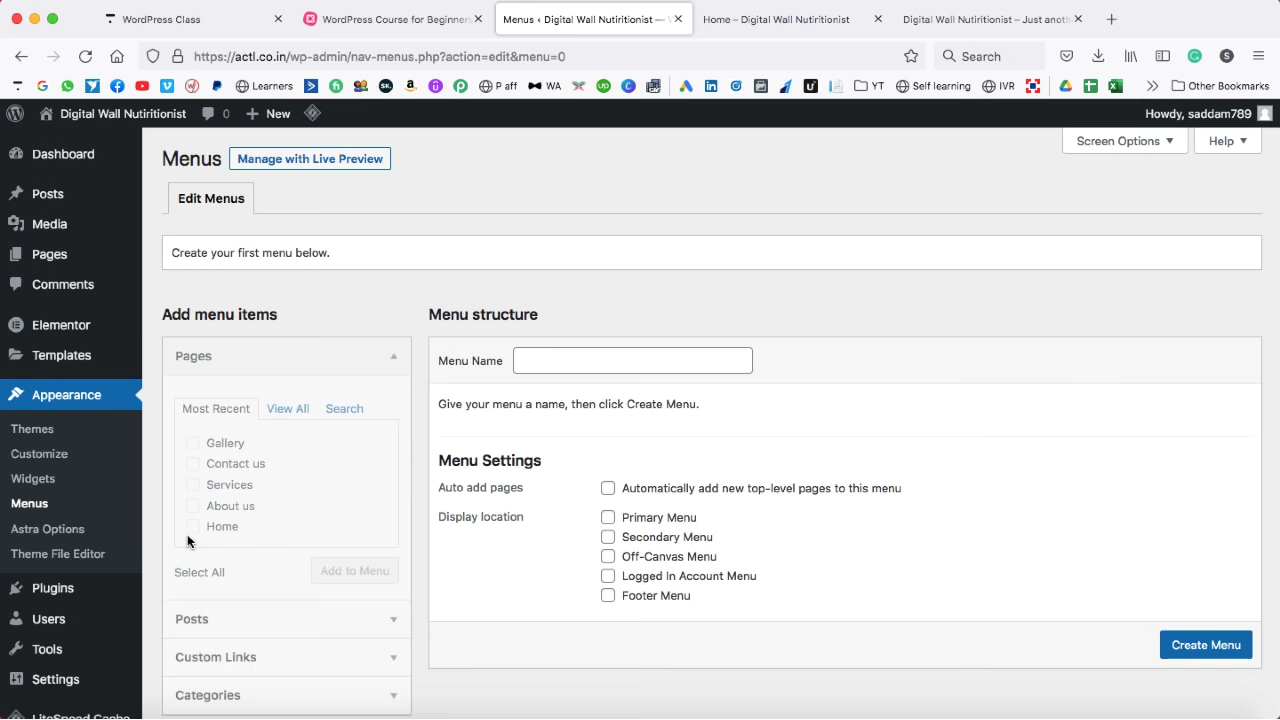 WordPress Class
WordPress Course for Beginners
Menus ‹ Digital Wall Nutritionist —
Home – Digital Wall Nutritionist
Digital Wall Nutritionist – Just anoth
https://actl.co.in/wp-admin/nav-menus.php?action=edit&menu=0
Search
Learners
P aff
WA
YT
Self learning
IVR
Other Bookmarks
Digital Wall Nutritionist
0
New
Howdy, saddam789
Dashboard
Posts
Media
Pages
Comments
Elementor
Templates
Appearance
Themes
Customize
Widgets
Menus
Astra Options
Theme File Editor
Plugins
Users
Tools
Settings
LiteSpeed Cache
Screen Options
Help
Menus
Manage with Live Preview
Edit Menus
Create your first menu below.
Add menu items
Pages
Most Recent
View All
Search
Gallery
Contact us
Services
About us
Home
Select All
Add to Menu
Posts
Custom Links
Categories
Menu structure
Menu Name
Give your menu a name, then click Create Menu.
Menu Settings
Auto add pages
Automatically add new top-level pages to this menu
Display location
Primary Menu
Secondary Menu
Off-Canvas Menu
Logged In Account Menu
Footer Menu
Create Menu